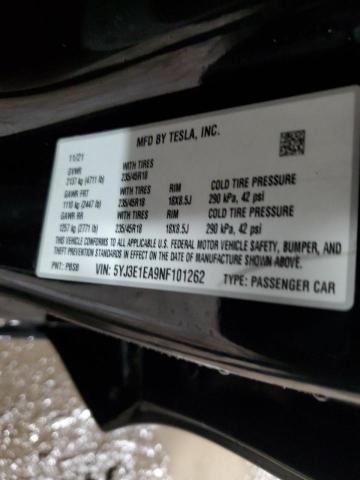 MFD BY TESLA, INC.
11/21
GVWR WITH TIRES
2137 kg (4711 lb) 235/45R18
GAWR FRT WITH TIRES RIM COLD TIRE PRESSURE
1110 kg (2447 lb) 235/45R18 18X8.5J 290 kPa, 42 psi
GAWR RR WITH TIRES RIM COLD TIRE PRESSURE
1257 kg (2771 lb) 235/45R18 18X8.5J 290 kPa, 42 psi
THIS VEHICLE CONFORMS TO ALL APPLICABLE FEDERAL MOTOR VEHICLE SAFETY, BUMPER, AND
THEFT PREVENTION STANDARDS IN EFFECT ON THE DATE OF MANUFACTURE SHOWN ABOVE
PNT: PBSB VIN: 5YJ3E1EA9NF101262 TYPE: PASSENGER CAR